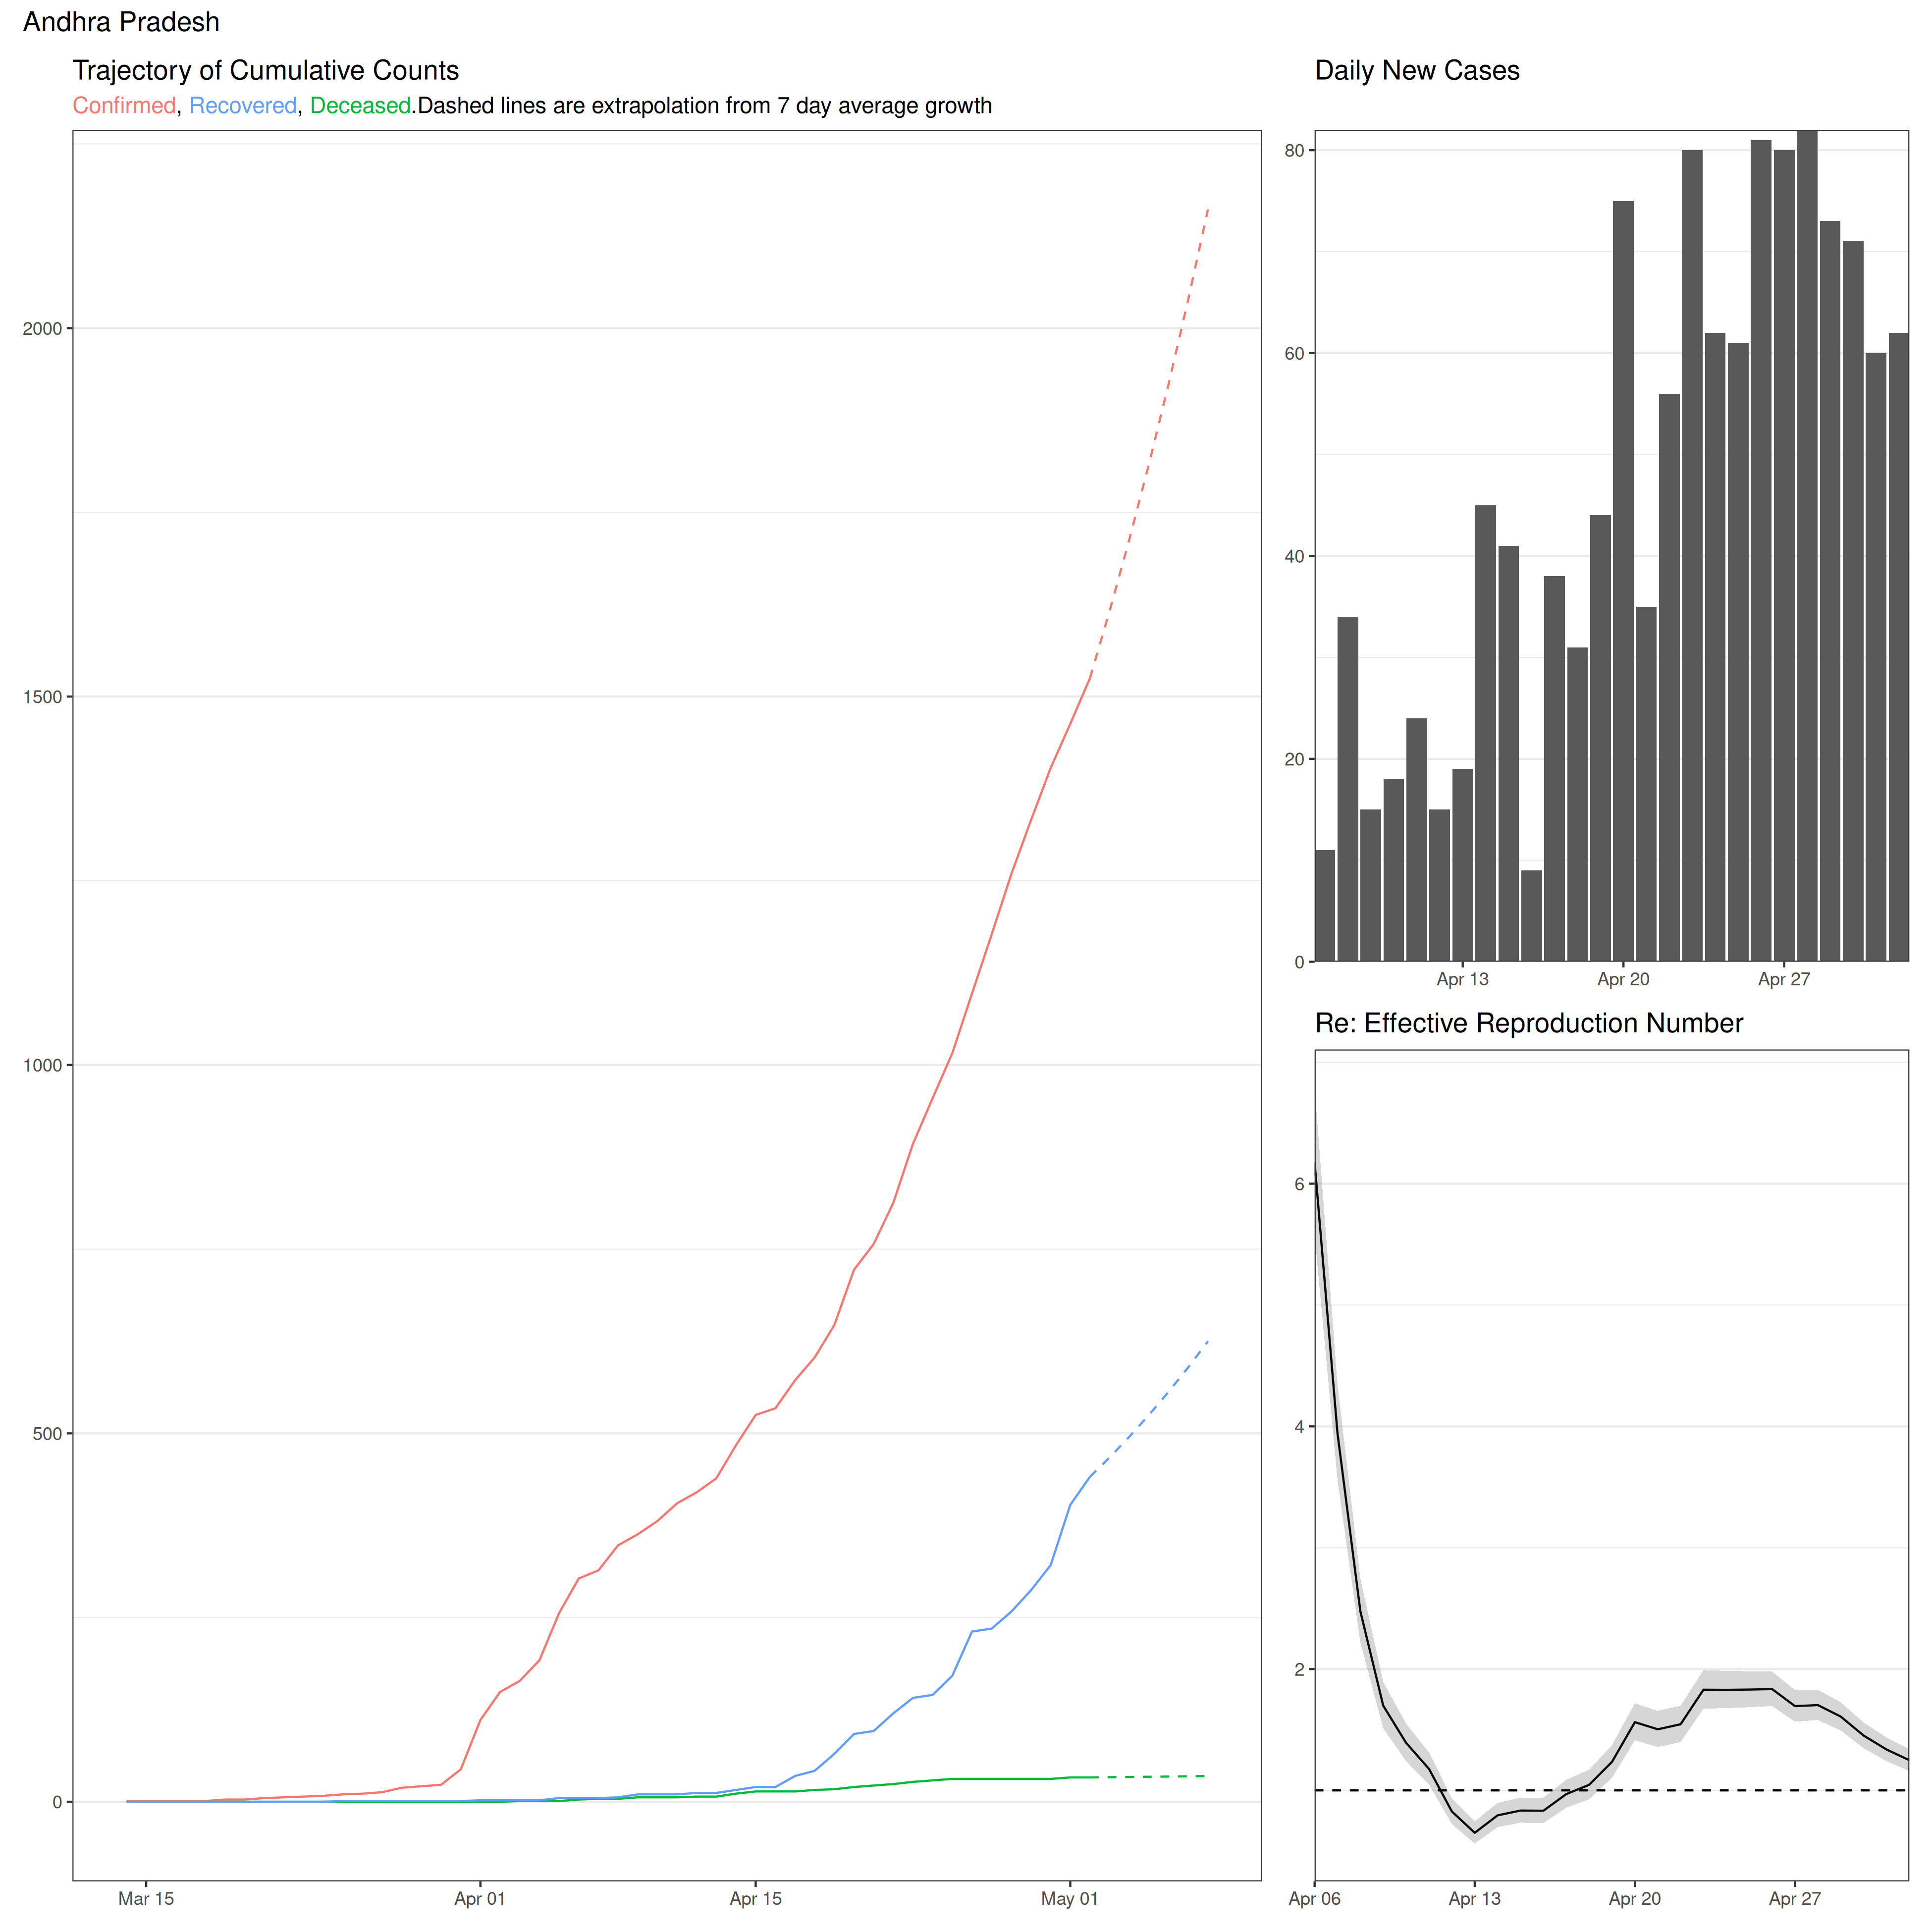 Andhra Pradesh
Trajectory of Cumulative Counts
Confirmed, Recovered, Deceased.Dashed lines are extrapolation from 7 day average growth
2000
1500
1000
500
0
Mar 15 Apr 01 Apr 15 May 01
Daily New Cases
80
60
40
20
0
Apr 13 Apr 20 Apr 27
Re: Effective Reproduction Number
6
4
2
Apr 06 Apr 13 Apr 20 Apr 27